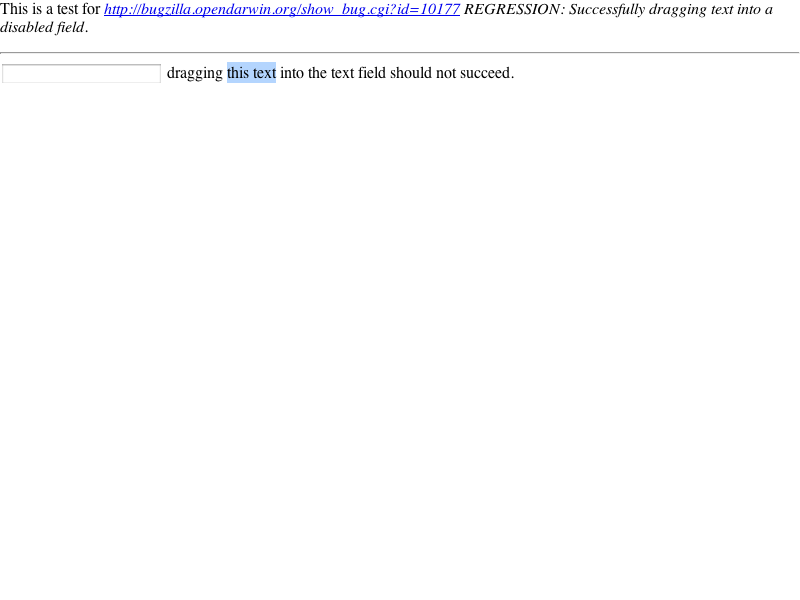 This is a test for http://bugzilla.opendarwin.org/show_bug.cgi?id=10177 REGRESSION: Successfully dragging text into a
disabled field.
dragging this text into the text field should not succeed.